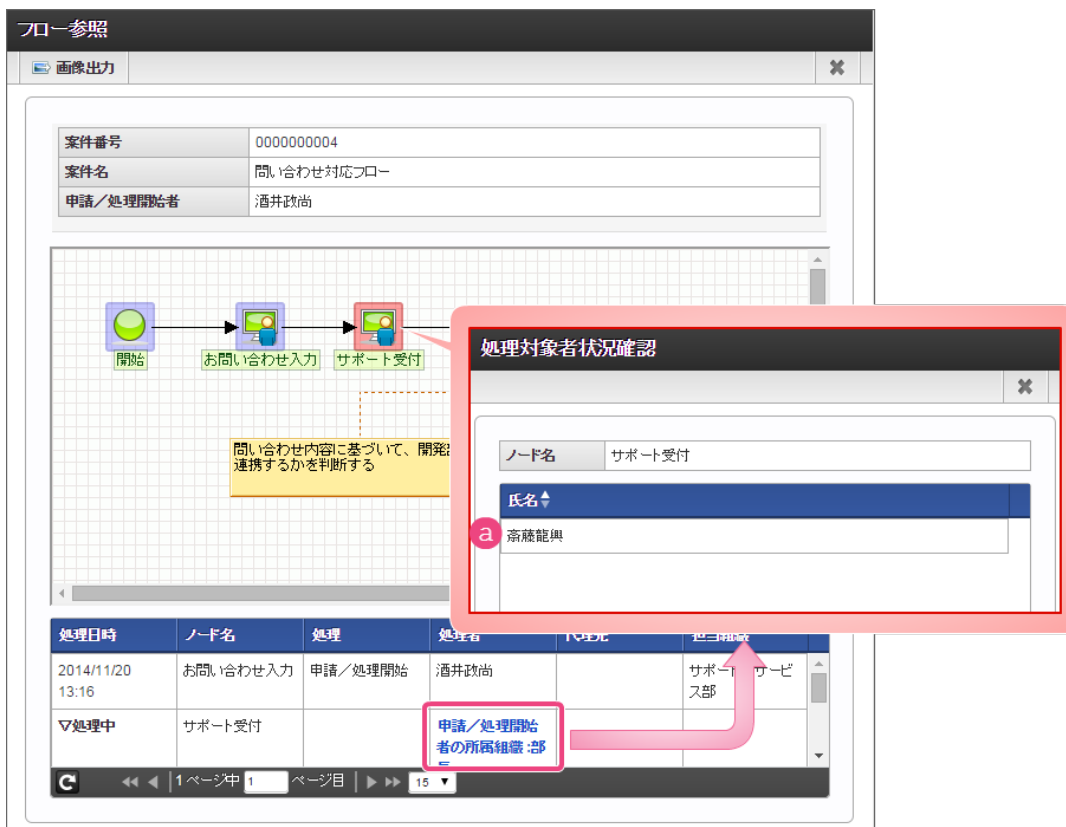 フロー参照
画像出力
案件番号 0000000004
案件名 問い合わせ対応フロー
申請／処理開始者 酒井政尚
開始
お問い合わせ入力
サポート受付
問い合わせ内容に基づいて、開発
連携するかを判断する
処理対象者状況確認
ノード名 サポート受付
氏名
a
斎藤龍興
処理日時 ノード名 処理 処理者 代理元 担当組織
2014/11/20 お問い合わせ入力 申請／処理開始 酒井政尚 サポート サービ
13:16 ス部
▽処理中 サポート受付 申請／処理開始
者の所属組織:部
1 ページ中 1 ページ目 15